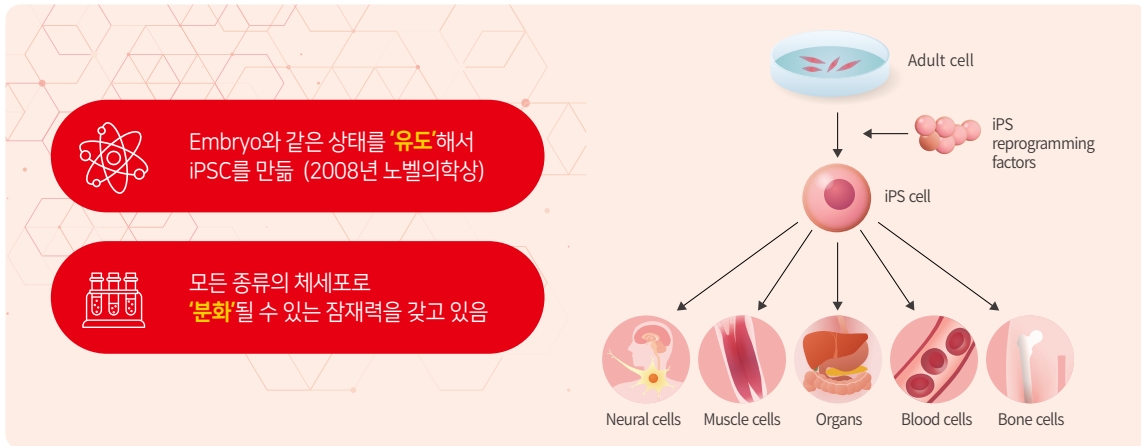 Embryo와 같은 상태를 ‘유도’해서
iPSC를 만듦 (2008년 노벨의학상)
모든 종류의 체세포로
‘분화’될 수 있는 잠재력을 갖고 있음
Adult cell
iPS
reprogramming
factors
iPS cell
Neural cells
Muscle cells
Organs
Blood cells
Bone cells